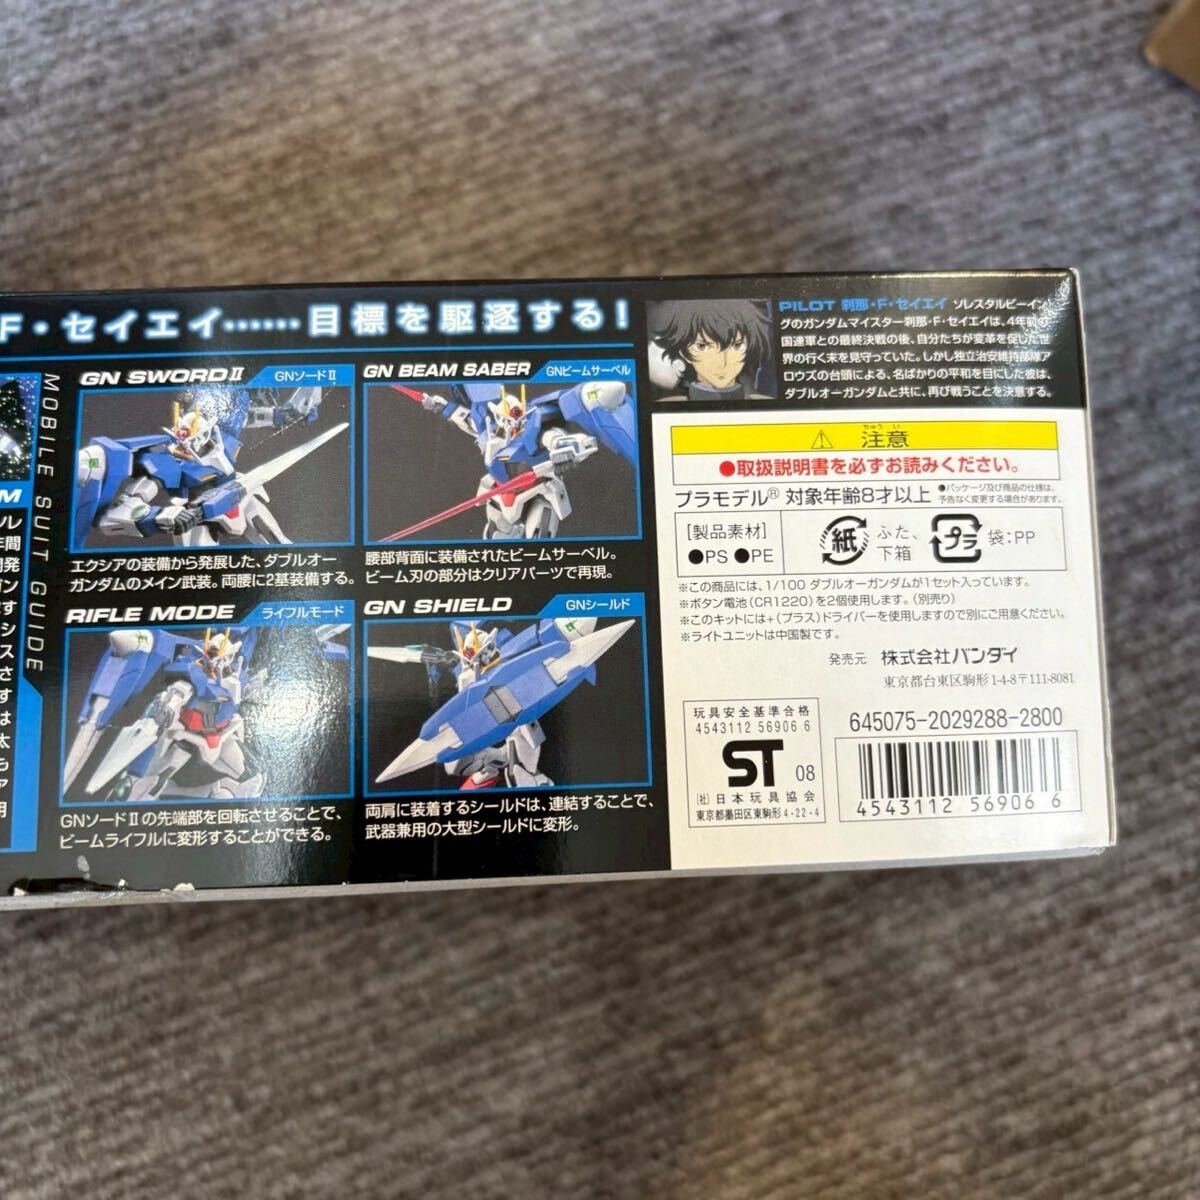 F・セイエイ……目標を駆逐する！
MOBILE SUIT GUIDE
GN SWORD II
GNソードII
エクシアの装備から発展した、ダブルオー
ガンダムのメイン武装。両腰に2基装備する。
GN BEAM SABER
GNビームサーベル
腰部背面に装備されたビームサーベル。
ビーム刃の部分はクリアパーツで再現。
RIFLE MODE
ライフルモード
GNソードIIの先端部を回転させることで、
ビームライフルに変形することができる。
GN SHIELD
GNシールド
両肩に装着するシールドは、連結することで、
武器兼用の大型シールドに変形。
PILOT 刹那・F・セイエイ ソレスタルビーイン
グのガンダムマイスター刹那・F・セイエイは、4年前の
国連軍との最終決戦の後、自分たちが変革を促した世
界の行く末を見守っていた。しかし独立治安維持部隊ア
ロウズの台頭による、名ばかりの平和を目にした彼は、
ダブルオーガンダムと共に、再び戦うことを決意する。
ちゅう い
⚠ 注意
●取扱説明書を必ずお読みください。
プラモデル® 対象年齢8才以上
●パッケージ及び商品の仕様は、
予告なく変更する場合があります。
[製品素材]
●PS ●PE
紙 ふた、
下箱
プラ 袋:PP
※この商品には、1/100 ダブルオーガンダムが1セット入っています。
※ボタン電池(CR1220)を2個使用します。(別売り)
※このキットには+(プラス)ドライバーを使用しますので別にご用意ください。
※ライトユニットは中国製です。
発売元 株式会社バンダイ
東京都台東区駒形1-4-8〒111-8081
玩具安全基準合格
4543112 56906 6
ST 08
(社)日本玩具協会
東京都墨田区東駒形4-22-4
645075-2029288-2800
4543112 569066